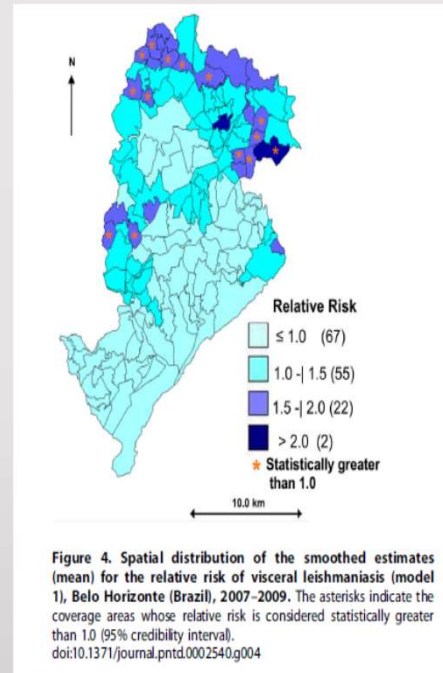 N
Relative Risk
≤ 1.0 (67)
1.0 -| 1.5 (55)
1.5 -| 2.0 (22)
> 2.0 (2)
* Statistically greater
than 1.0
10.0 km
Figure 4. Spatial distribution of the smoothed estimates
(mean) for the relative risk of visceral leishmaniasis (model
1), Belo Horizonte (Brazil), 2007–2009. The asterisks indicate the
coverage areas whose relative risk is considered statistically greater
than 1.0 (95% credibility interval).
doi:10.1371/journal.pntd.0002540.g004